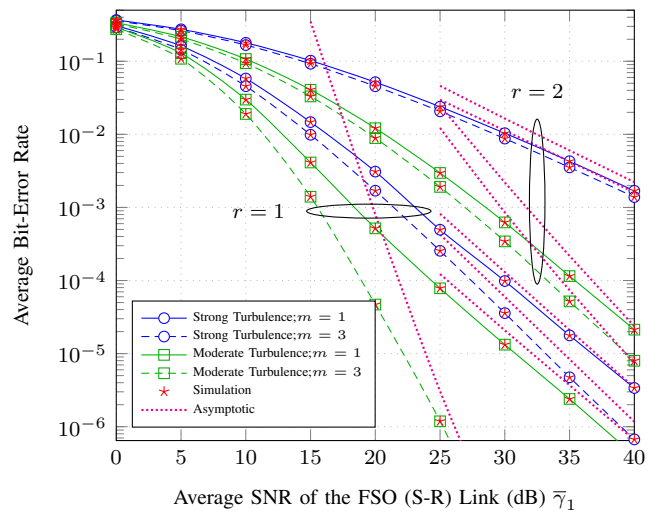 10⁻¹
10⁻²
10⁻³
10⁻⁴
10⁻⁵
10⁻⁶
Average Bit-Error Rate
r = 2
r = 1
Strong Turbulence;m = 1
Strong Turbulence;m = 3
Moderate Turbulence;m = 1
Moderate Turbulence;m = 3
Simulation
Asymptotic
0 5 10 15 20 25 30 35 40
Average SNR of the FSO (S-R) Link (dB) γ̅₁